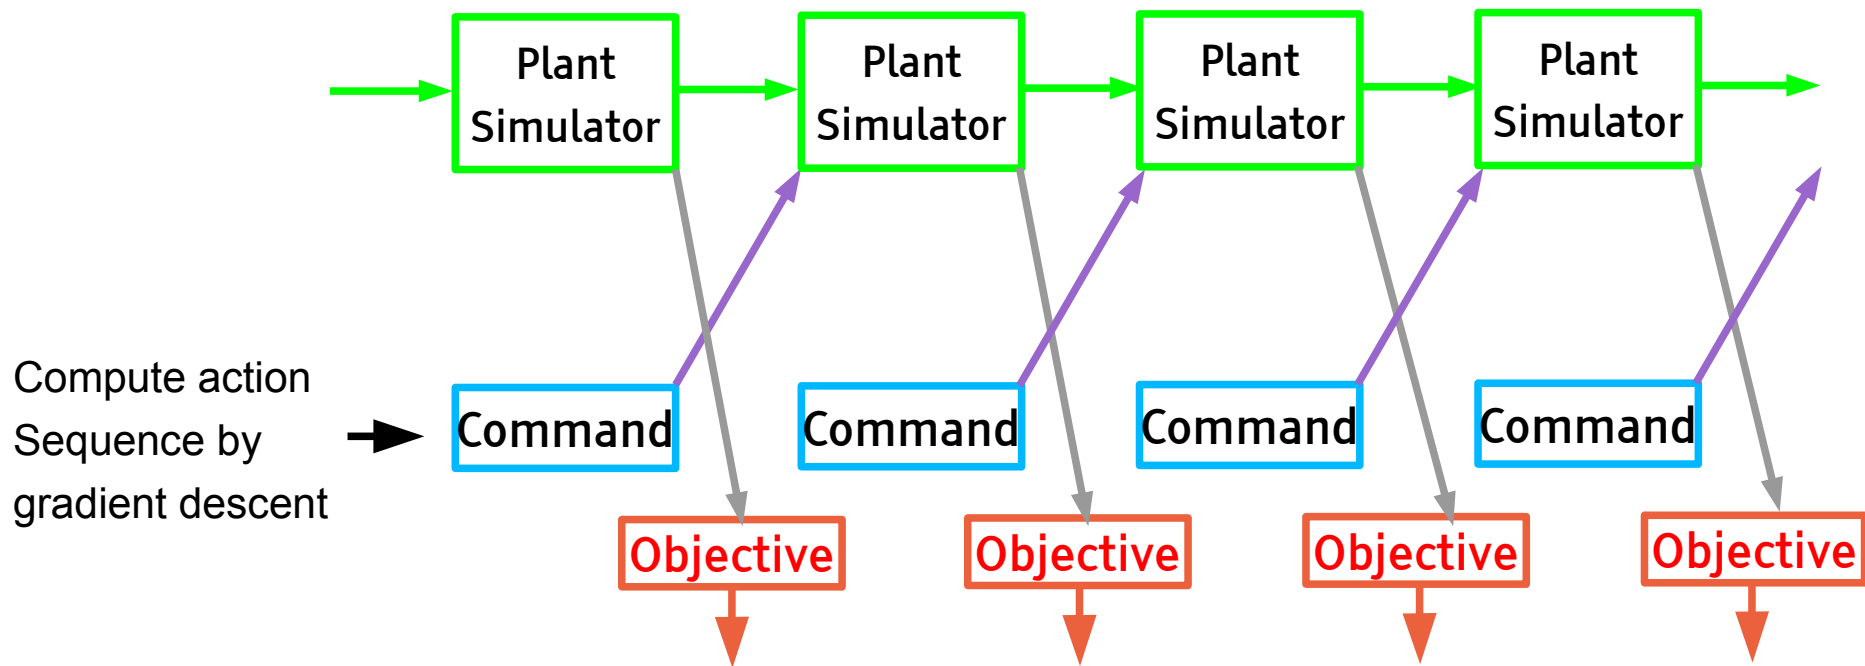 Plant
Simulator
Plant
Simulator
Plant
Simulator
Plant
Simulator
Compute action
Sequence by
gradient descent
Command
Command
Command
Command
Objective
Objective
Objective
Objective